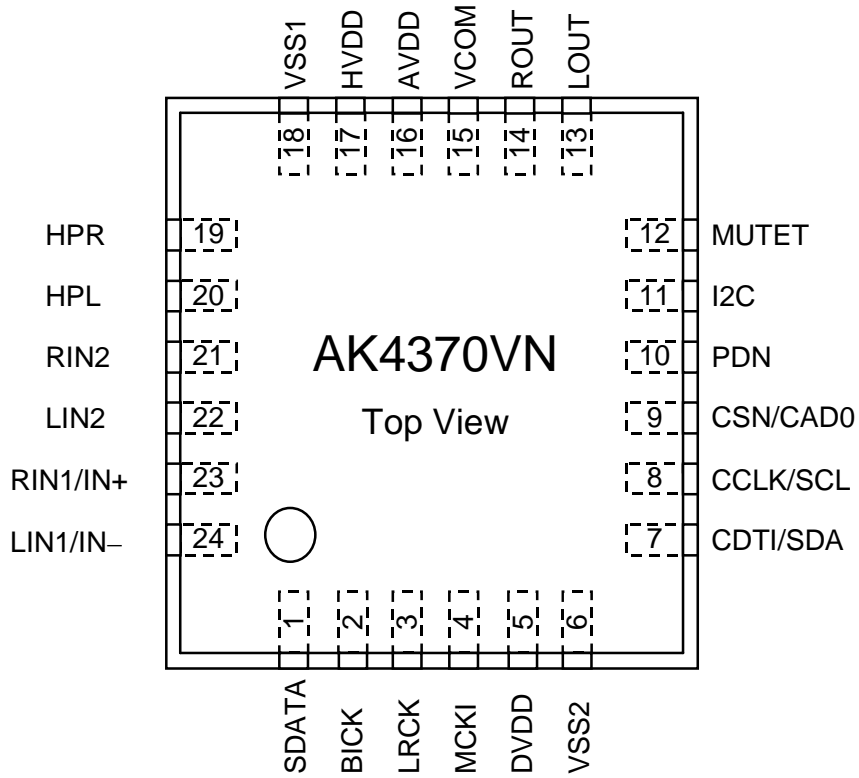 VSS1
HVDD
AVDD
VCOM
ROUT
LOUT
18
17
16
15
14
13
HPR 19
12 MUTET
HPL 20
11 I2C
RIN2 21
10 PDN
AK4370VN
LIN2 22
9 CSN/CAD0
Top View
RIN1/IN+ 23
8 CCLK/SCL
LIN1/IN− 24
7 CDTI/SDA
1
2
3
4
5
6
SDATA
BICK
LRCK
MCKI
DVDD
VSS2